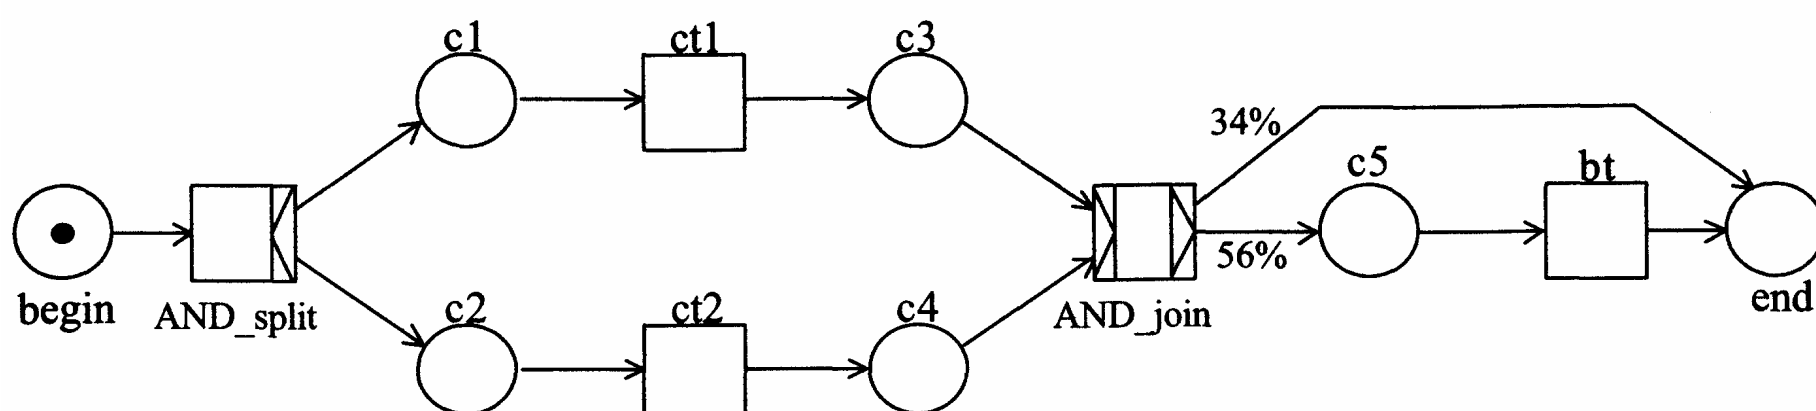 c1
ct1
c3
34%
c5
bt
56%
begin
AND_split
c2
ct2
c4
AND_join
end